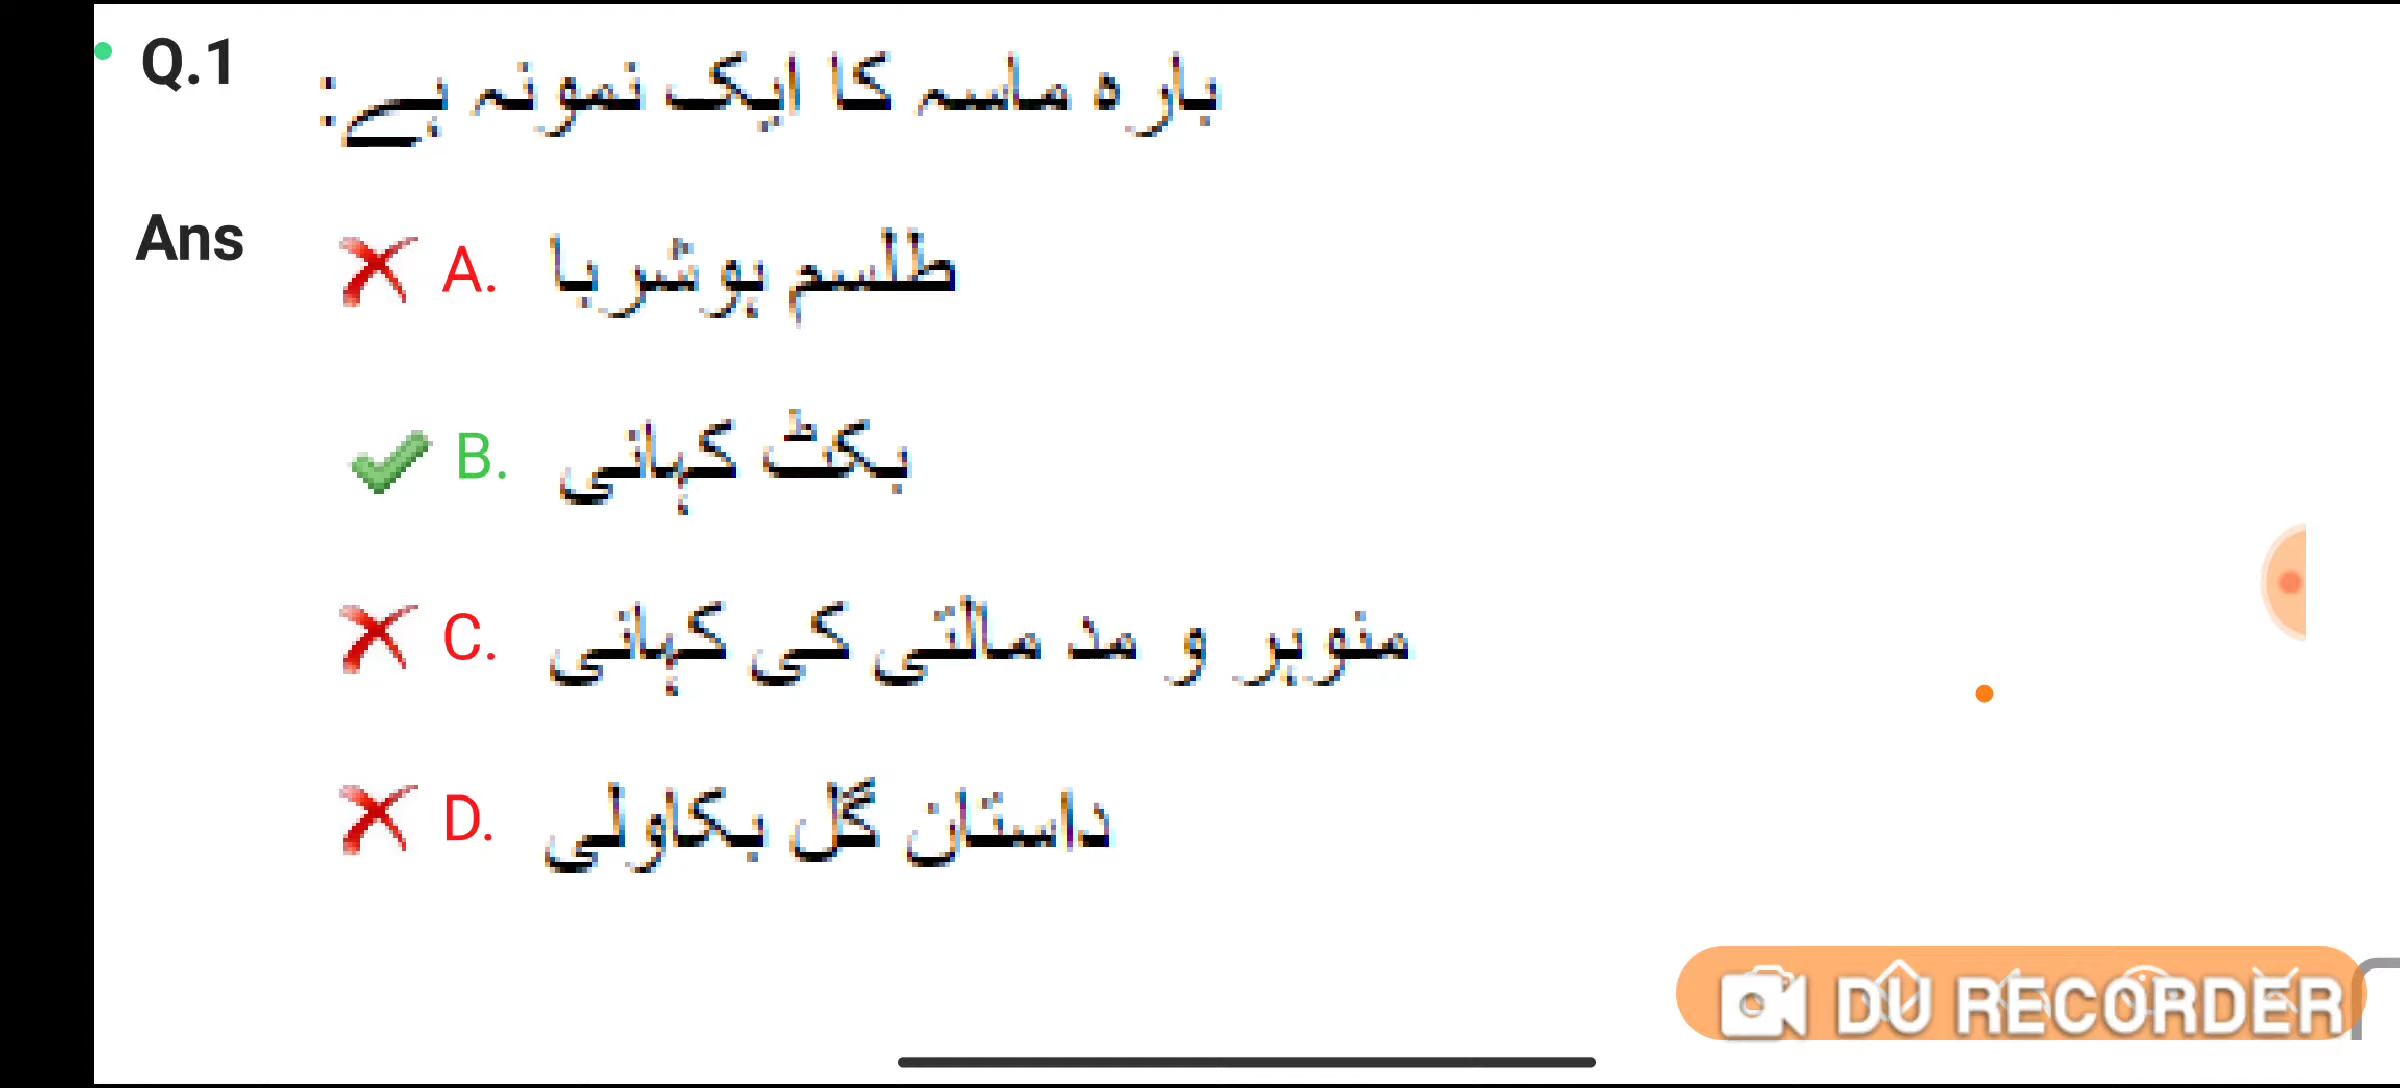 Q.1 بارہ ماسہ کا ایک نمونہ ہے:
Ans A. طلسم ہوشربا
B. بکٹ کہانی
C. منوہر و مد مالتی کی کہانی
D. داستان گل بکاولی
DU RECORDER